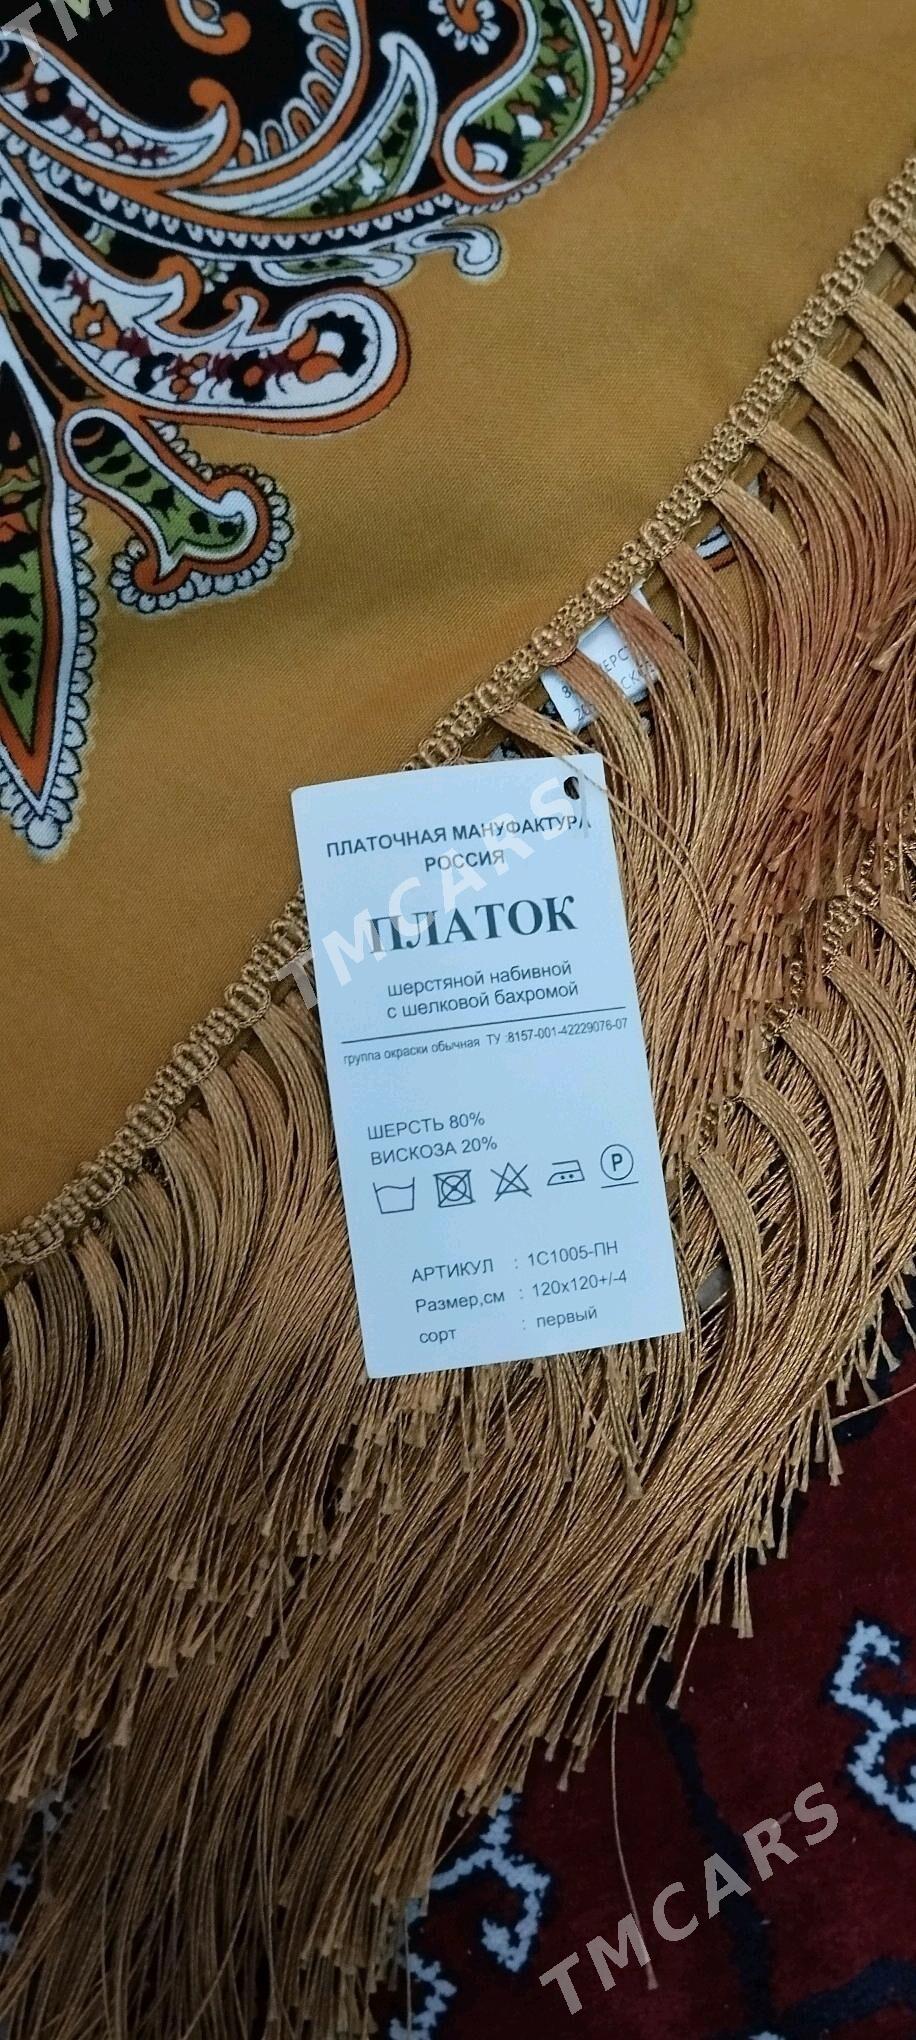 TMCARS
ПЛАТОЧНАЯ МАНУФАКТУРА
РОССИЯ
ПЛАТОК
шерстяной набивной
с шелковой бахромой
группа окраски обычная ТУ :8157-001-42229076-07
ШЕРСТЬ 80%
ВИСКОЗА 20%
P
АРТИКУЛ : 1С1005-ПН
Размер,см : 120х120+/-4
сорт : первый
TMCARS
TMCARS